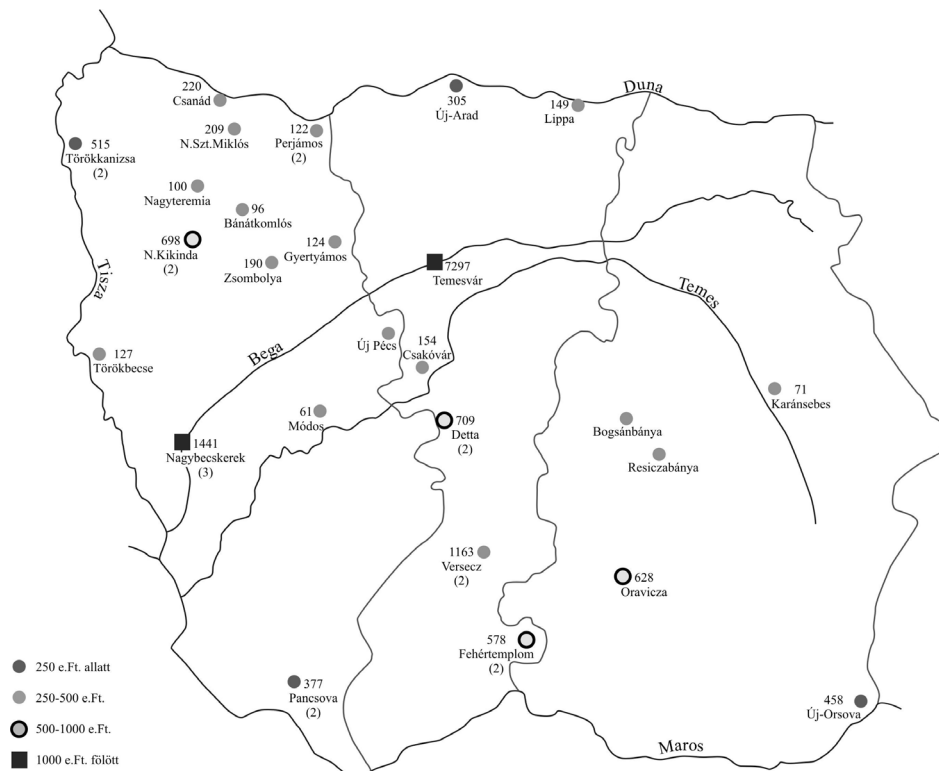 220
Csanád
Duna
305
Új-Arad
149
Lippa
209
N.Szt.Miklós
122
Perjámos
(2)
515
Törökkanizsa
(2)
100
Nagyteremia
96
Bánátkomlós
698
N.Kikinda
(2)
124
Gyertyámos
190
Zsombolya
7297
Temesvár
Tisza
Temes
Bega
Új Pécs
154
Csakóvár
127
Törökbecse
71
Karánsebes
61
Módos
709
Detta
(2)
Bogsánbánya
1441
Nagybecskerek
(3)
Resiczabánya
1163
Versecz
(2)
628
Oravicza
578
Fehértemplom
(2)
377
Pancsova
(2)
458
Új-Orsova
Maros
250 e.Ft. allatt
250-500 e.Ft.
500-1000 e.Ft.
1000 e.Ft. fölött